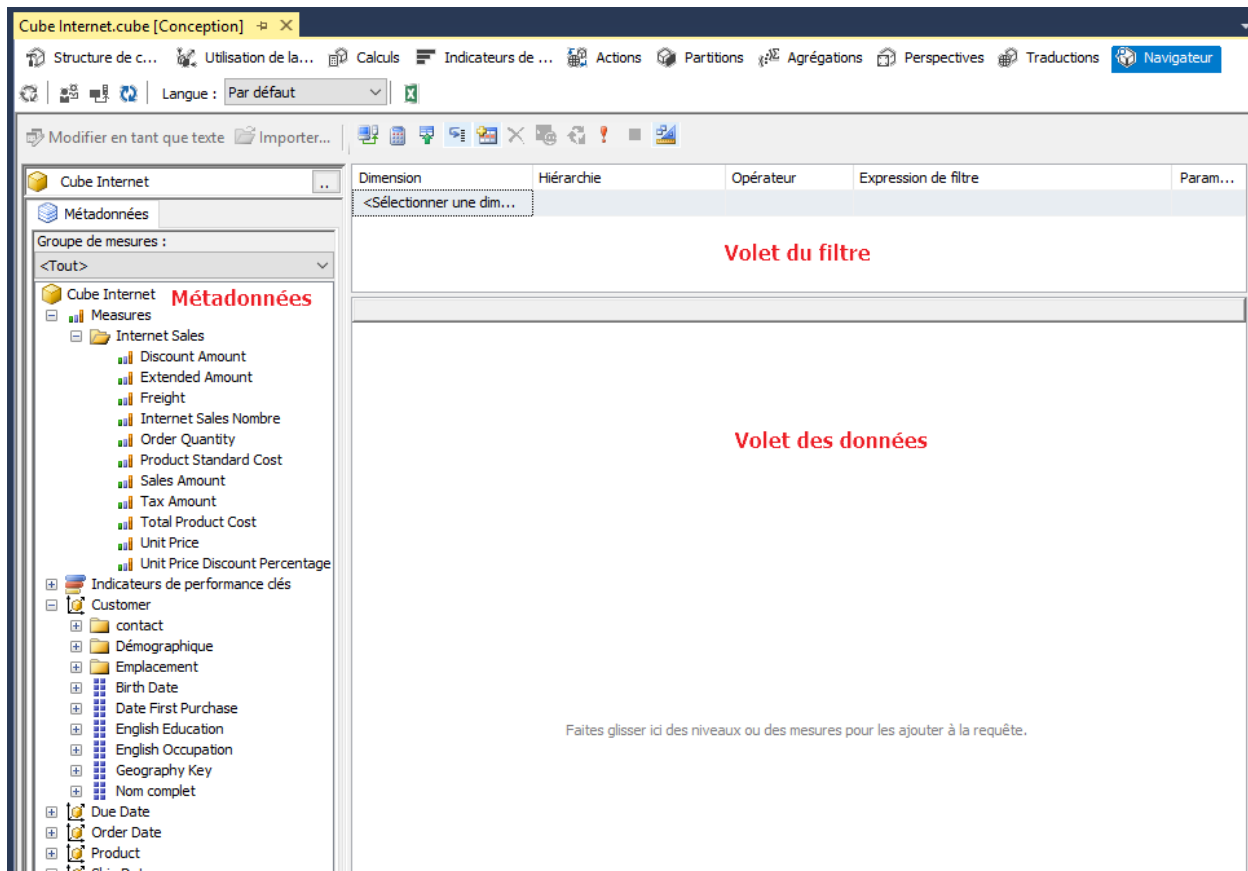 Cube Internet.cube [Conception]
Structure de c... Utilisation de la... Calculs Indicateurs de ... Actions Partitions Agrégations Perspectives Traductions Navigateur
Langue : Par défaut
Modifier en tant que texte Importer...
Cube Internet ..
Métadonnées
Groupe de mesures :
<Tout>
Cube Internet
Métadonnées
Measures
Internet Sales
Discount Amount
Extended Amount
Freight
Internet Sales Nombre
Order Quantity
Product Standard Cost
Sales Amount
Tax Amount
Total Product Cost
Unit Price
Unit Price Discount Percentage
Indicateurs de performance clés
Customer
contact
Démographique
Emplacement
Birth Date
Date First Purchase
English Education
English Occupation
Geography Key
Nom complet
Due Date
Order Date
Product
Dimension Hiérarchie Opérateur Expression de filtre Param...
<Sélectionner une dim...
Volet du filtre
Volet des données
Faites glisser ici des niveaux ou des mesures pour les ajouter à la requête.